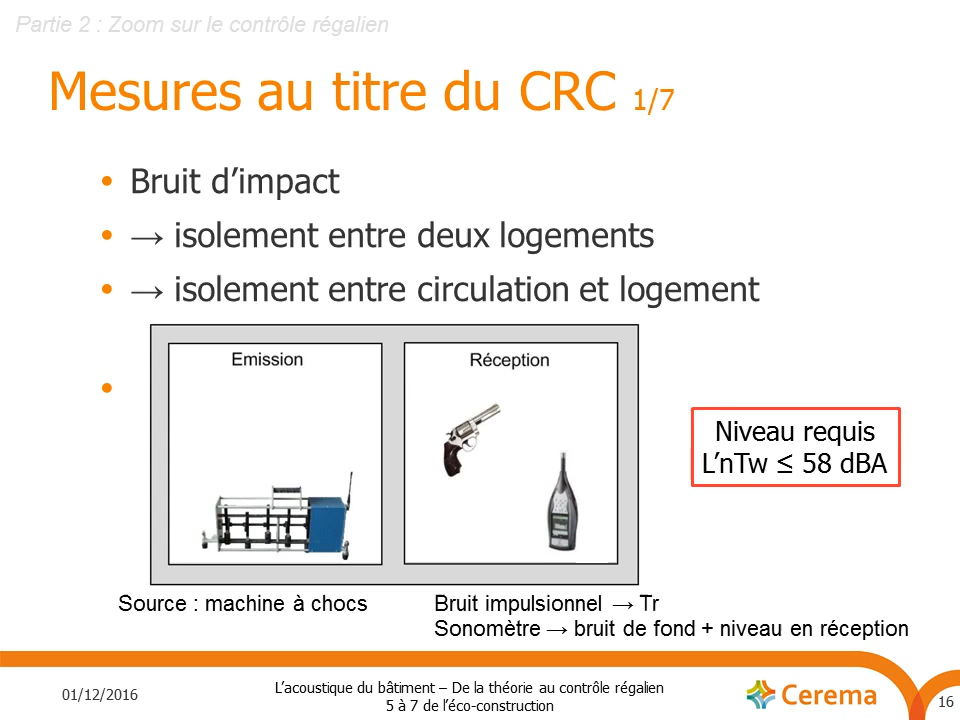 Partie 2 : Zoom sur le contrôle régalien
Mesures au titre du CRC 1/7
• Bruit d’impact
• → isolement entre deux logements
• → isolement entre circulation et logement
•
Emission
Réception
Niveau requis
L’nTw ≤ 58 dBA
Source : machine à chocs
Bruit impulsionnel → Tr
Sonomètre → bruit de fond + niveau en réception
01/12/2016
L’acoustique du bâtiment – De la théorie au contrôle régalien
5 à 7 de l’éco-construction
Cerema
16